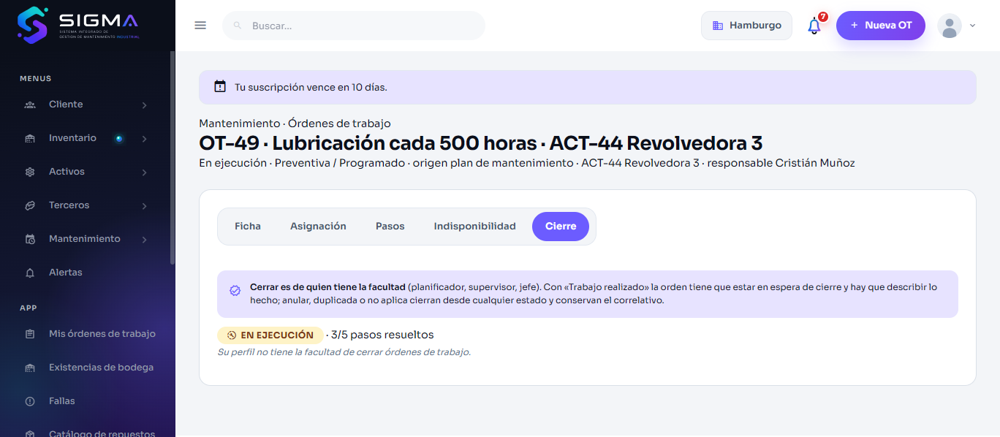 SIGMA
SISTEMA INTEGRADO DE
GESTIÓN DE MANTENIMIENTO INDUSTRIAL
Buscar...
Hamburgo
7
+ Nueva OT
MENUS
Cliente
Inventario
Activos
Terceros
Mantenimiento
Alertas
APP
Mis órdenes de trabajo
Existencias de bodega
Fallas
Catálogo de repuestos
Tu suscripción vence en 10 días.
Mantenimiento · Órdenes de trabajo
OT-49 · Lubricación cada 500 horas · ACT-44 Revolvedora 3
En ejecución · Preventiva / Programado · origen plan de mantenimiento · ACT-44 Revolvedora 3 · responsable Cristián Muñoz
Ficha
Asignación
Pasos
Indisponibilidad
Cierre
Cerrar es de quien tiene la facultad (planificador, supervisor, jefe). Con «Trabajo realizado» la orden tiene que estar en espera de cierre y hay que describir lo
hecho; anular, duplicada o no aplica cierran desde cualquier estado y conservan el correlativo.
EN EJECUCIÓN · 3/5 pasos resueltos
Su perfil no tiene la facultad de cerrar órdenes de trabajo.